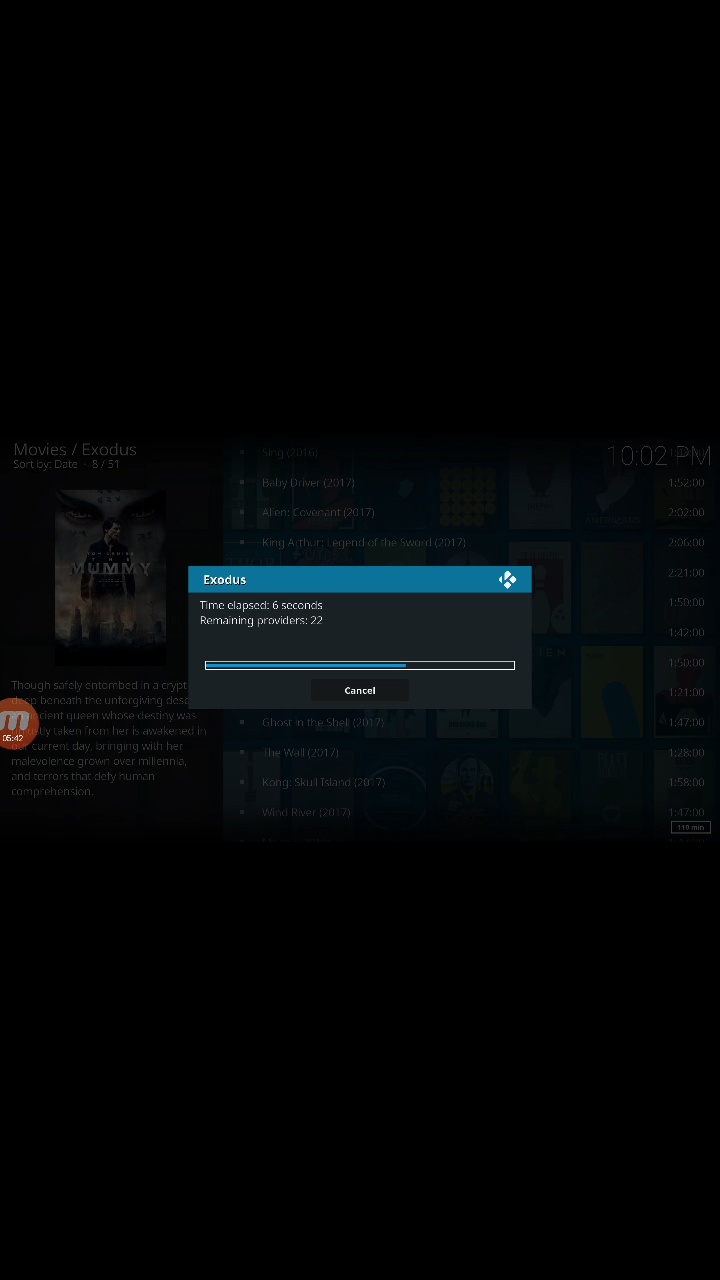 Movies / Exodus
Sort by: Date · 8 / 51
10:02 PM
Sing (2016)
Baby Driver (2017)
1:52:00
Alien: Covenant (2017)
2:02:00
King Arthur: Legend of the Sword (2017)
2:06:00
THE
MUMMY
2:21:00
Exodus
Time elapsed: 6 seconds
Remaining providers: 22
Cancel
1:50:00
1:42:00
1:50:00
1:21:00
Though safely entombed in a crypt
deep beneath the unforgiving
ancient queen whose destiny was
taken from her is awakened in
our current day, bringing with her
malevolence grown over millennia,
and terrors that defy human
comprehension.
05:42
Ghost in the Shell (2017)
1:47:00
The Wall (2017)
1:28:00
Kong: Skull Island (2017)
1:58:00
Wind River (2017)
1:47:00
110 min